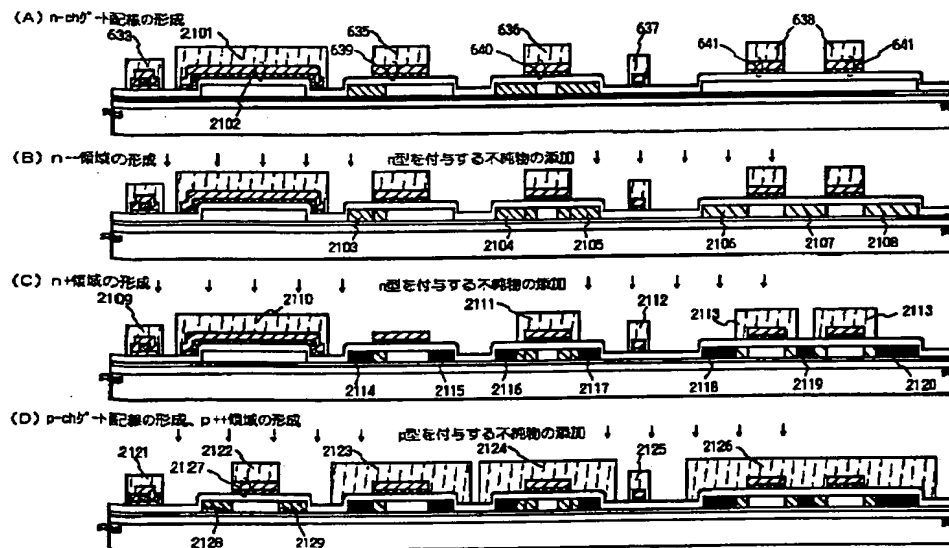 (A) n-chゲート配線の形成
633 2101 635 636 637 638
639 640 641 641
2102
(B) n--領域の形成 n型を付与する不純物の添加
2103 2104 2105 2106 2107 2108
(C) n+領域の形成 n型を付与する不純物の添加
2109 2110 2111 2112 2113 2113
2114 2115 2116 2117 2118 2119 2120
(D) p-chゲート配線の形成、p++領域の形成
p型を付与する不純物の添加
2121 2122 2123 2124 2125 2126
2127
2128 2129